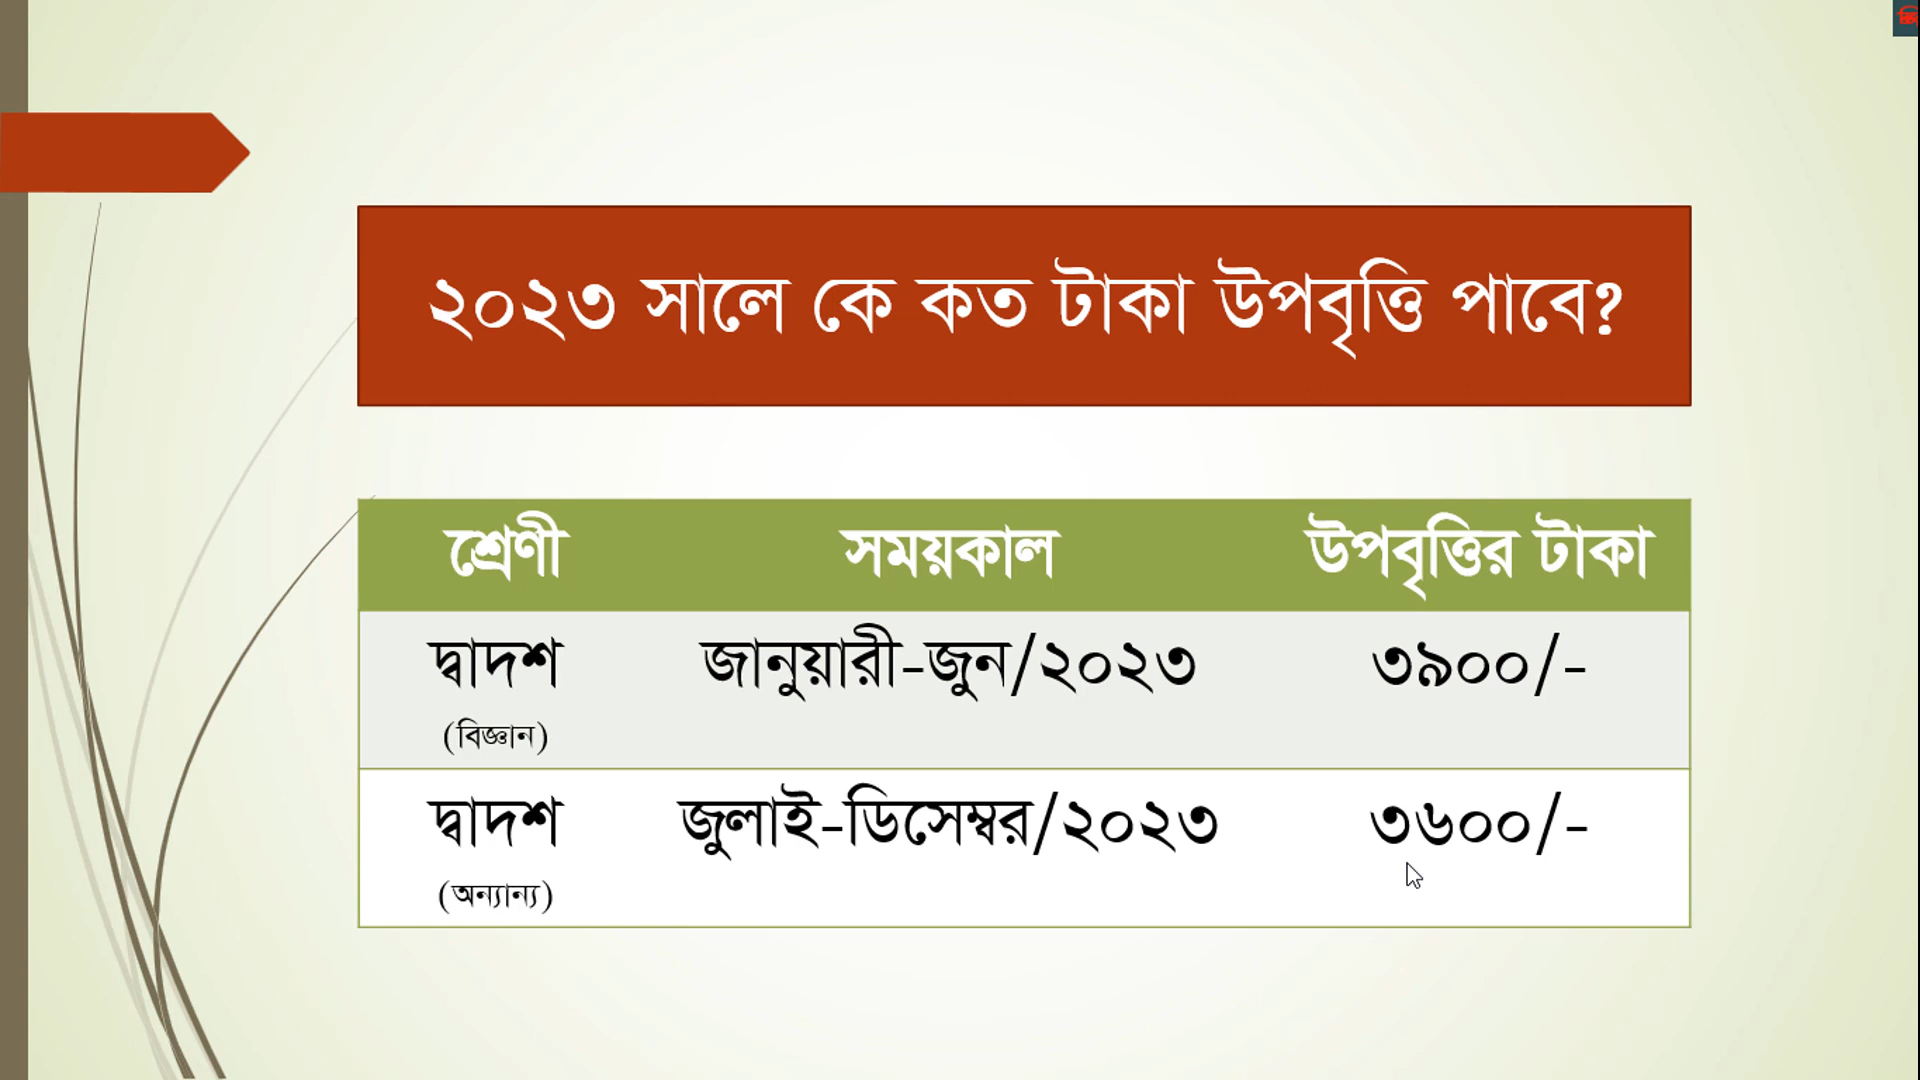 ২০২৩ সালে কে কত টাকা উপবৃত্তি পাবে?
শ্রেণী সময়কাল উপবৃত্তির টাকা
দ্বাদশ জানুয়ারী-জুন/২০২৩ ৩৯০০/-
(বিজ্ঞান)
দ্বাদশ জুলাই-ডিসেম্বর/২০২৩ ৩৬০০/-
(অন্যান্য)